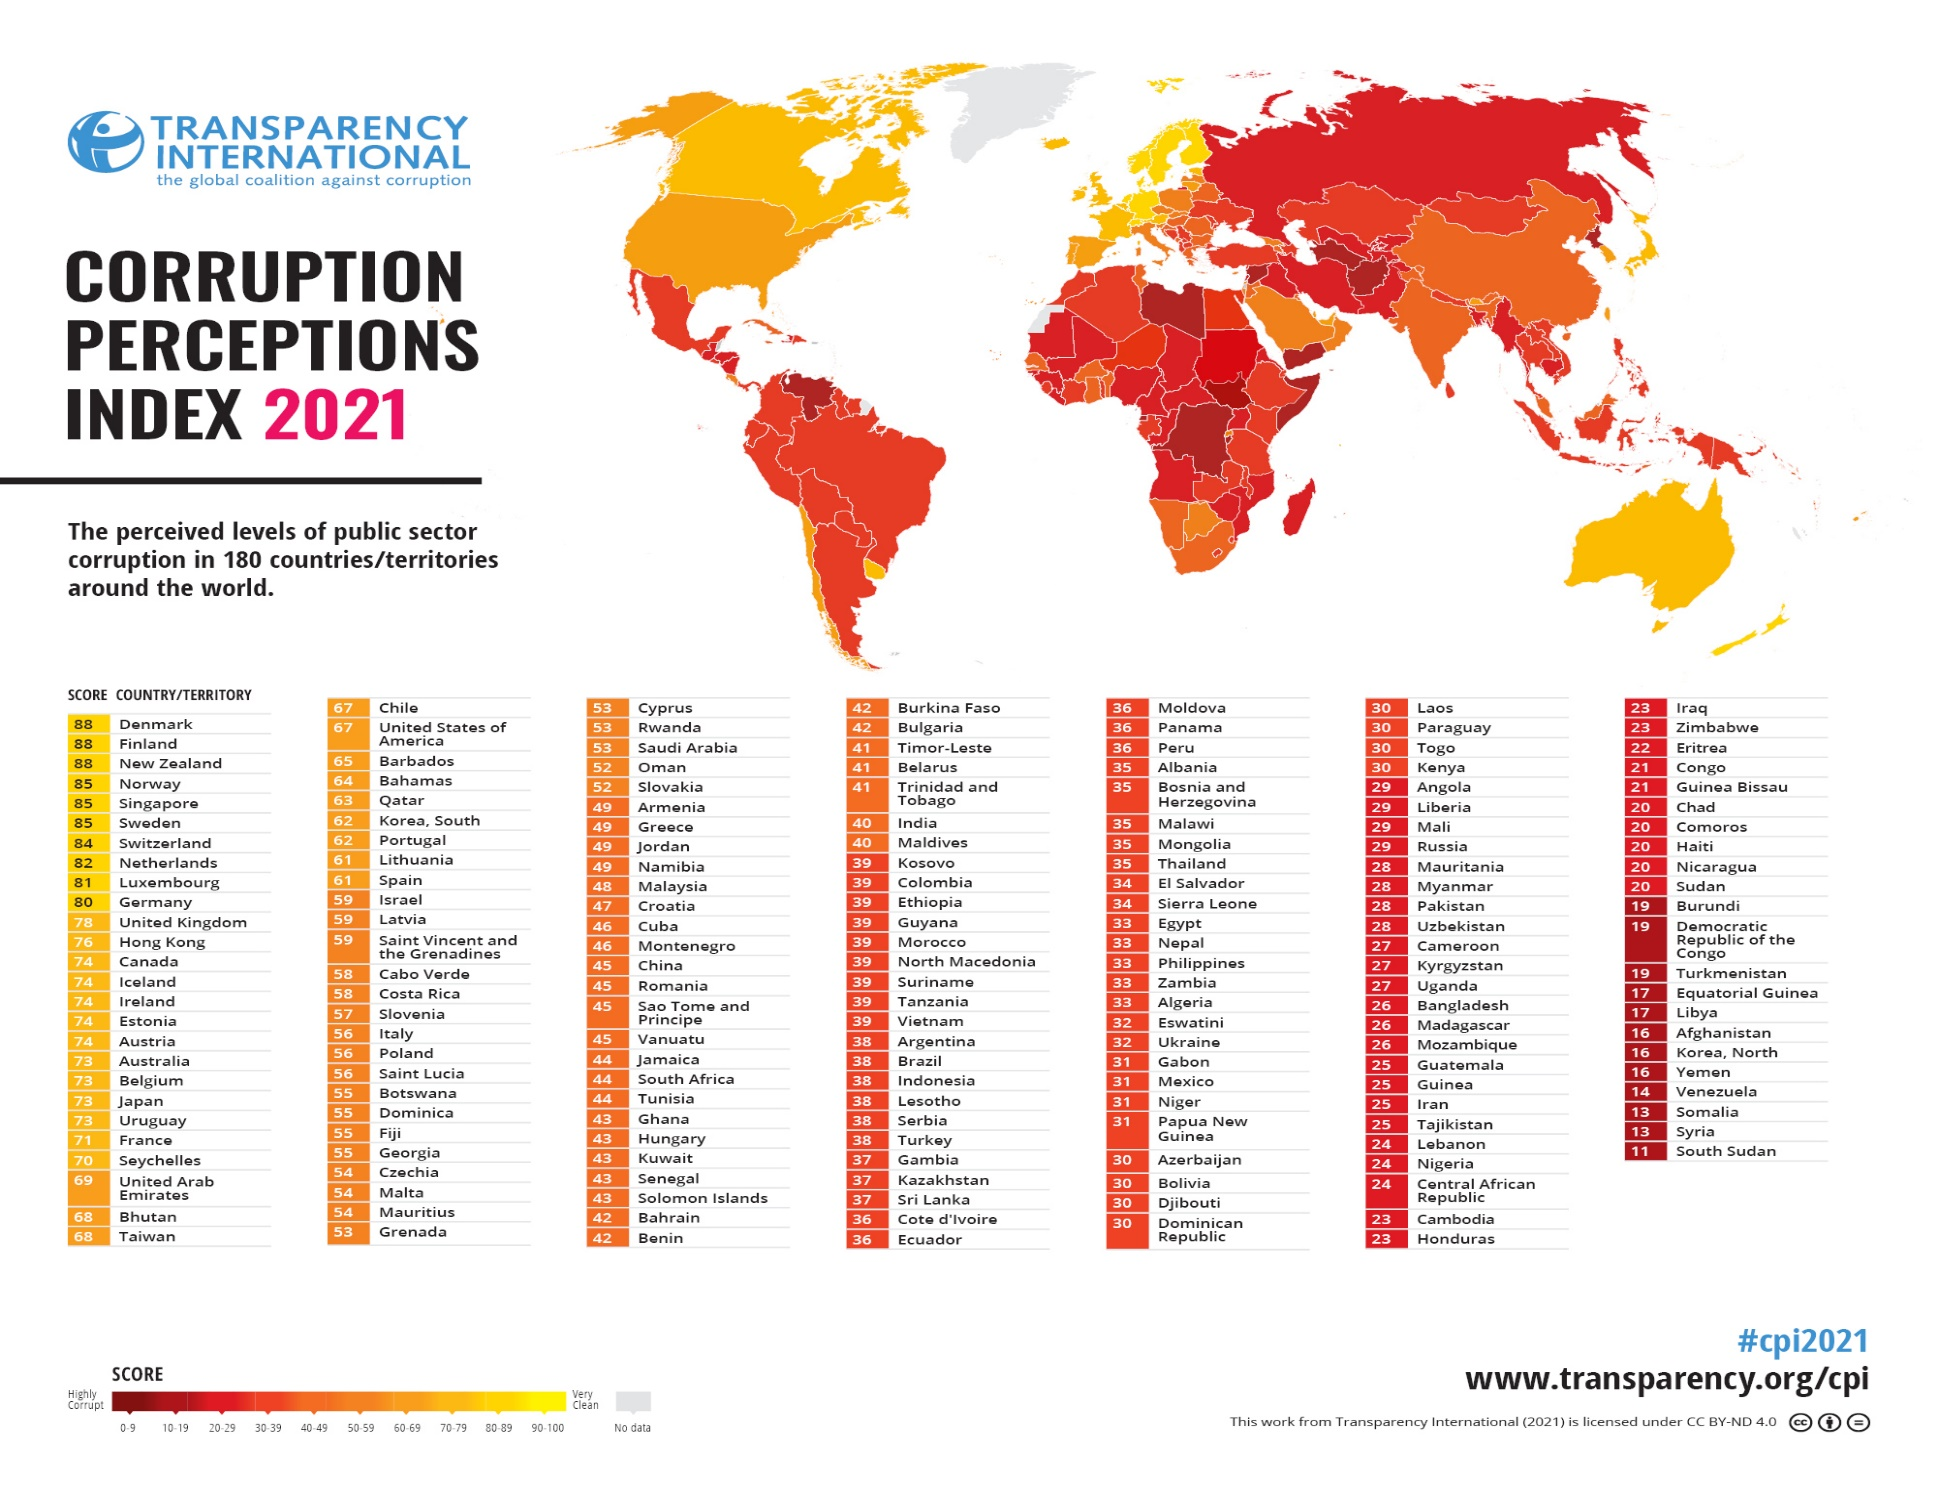 TRANSPARENCY
INTERNATIONAL
the global coalition against corruption
CORRUPTION
PERCEPTIONS
INDEX 2021
The perceived levels of public sector
corruption in 180 countries/territories
around the world.
SCORE COUNTRY/TERRITORY
88 Denmark
88 Finland
88 New Zealand
85 Norway
85 Singapore
85 Sweden
84 Switzerland
82 Netherlands
81 Luxembourg
80 Germany
78 United Kingdom
76 Hong Kong
74 Canada
74 Iceland
74 Ireland
74 Estonia
74 Austria
73 Australia
73 Belgium
73 Japan
73 Uruguay
71 France
70 Seychelles
69 United Arab
Emirates
68 Bhutan
68 Taiwan
67 Chile
67 United States of
America
65 Barbados
64 Bahamas
63 Qatar
62 Korea, South
62 Portugal
61 Lithuania
61 Spain
59 Israel
59 Latvia
59 Saint Vincent and
the Grenadines
58 Cabo Verde
58 Costa Rica
57 Slovenia
56 Italy
56 Poland
56 Saint Lucia
55 Botswana
55 Dominica
55 Fiji
55 Georgia
54 Czechia
54 Malta
54 Mauritius
53 Grenada
53 Cyprus
53 Rwanda
53 Saudi Arabia
52 Oman
52 Slovakia
49 Armenia
49 Greece
49 Jordan
49 Namibia
48 Malaysia
47 Croatia
46 Cuba
46 Montenegro
45 China
45 Romania
45 Sao Tome and
Principe
45 Vanuatu
44 Jamaica
44 South Africa
44 Tunisia
43 Ghana
43 Hungary
43 Kuwait
43 Senegal
43 Solomon Islands
42 Bahrain
42 Benin
42 Burkina Faso
42 Bulgaria
41 Timor-Leste
41 Belarus
41 Trinidad and
Tobago
40 India
40 Maldives
39 Kosovo
39 Colombia
39 Ethiopia
39 Guyana
39 Morocco
39 North Macedonia
39 Suriname
39 Tanzania
39 Vietnam
38 Argentina
38 Brazil
38 Indonesia
38 Lesotho
38 Serbia
38 Turkey
37 Gambia
37 Kazakhstan
37 Sri Lanka
36 Cote d'Ivoire
36 Ecuador
36 Moldova
36 Panama
36 Peru
35 Albania
35 Bosnia and
Herzegovina
35 Malawi
35 Mongolia
35 Thailand
34 El Salvador
34 Sierra Leone
33 Egypt
33 Nepal
33 Philippines
33 Zambia
33 Algeria
32 Eswatini
32 Ukraine
31 Gabon
31 Mexico
31 Niger
31 Papua New
Guinea
30 Azerbaijan
30 Bolivia
30 Djibouti
30 Dominican
Republic
30 Laos
30 Paraguay
30 Togo
30 Kenya
29 Angola
29 Liberia
29 Mali
29 Russia
28 Mauritania
28 Myanmar
28 Pakistan
28 Uzbekistan
27 Cameroon
27 Kyrgyzstan
27 Uganda
26 Bangladesh
26 Madagascar
26 Mozambique
25 Guatemala
25 Guinea
25 Iran
25 Tajikistan
24 Lebanon
24 Nigeria
24 Central African
Republic
23 Cambodia
23 Honduras
23 Iraq
23 Zimbabwe
22 Eritrea
21 Congo
21 Guinea Bissau
20 Chad
20 Comoros
20 Haiti
20 Nicaragua
20 Sudan
19 Burundi
19 Democratic
Republic of the
Congo
19 Turkmenistan
17 Equatorial Guinea
17 Libya
16 Afghanistan
16 Korea, North
16 Yemen
14 Venezuela
13 Somalia
13 Syria
11 South Sudan
SCORE
Highly
Corrupt
Very
Clean
0-9 10-19 20-29 30-39 40-49 50-59 60-69 70-79 80-89 90-100 No data
#cpi2021
www.transparency.org/cpi
This work from Transparency International (2021) is licensed under CC BY-ND 4.0 cc